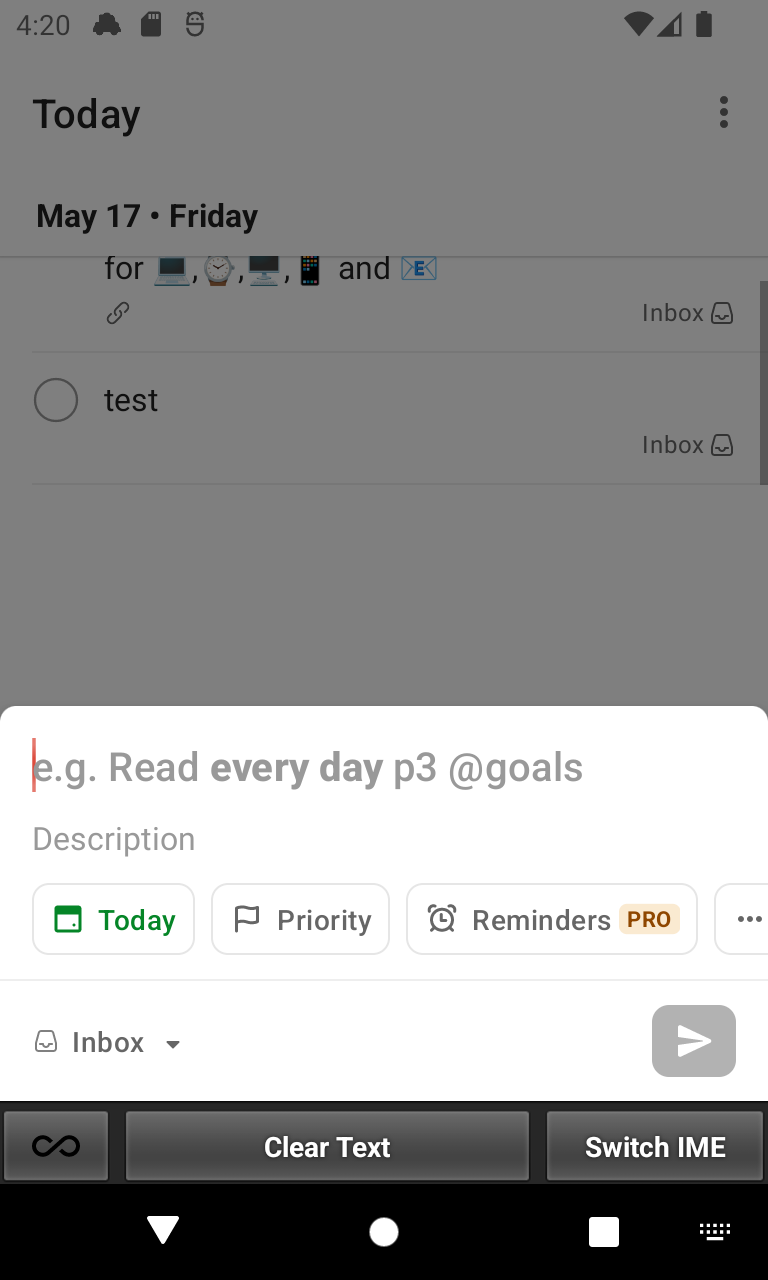 4:20
Today
May 17 • Friday
for 💻,⌚,🖥️,📱 and 📧
Inbox
test
Inbox
e.g. Read every day p3 @goals
Description
Today
Priority
Reminders PRO
Inbox
Clear Text
Switch IME